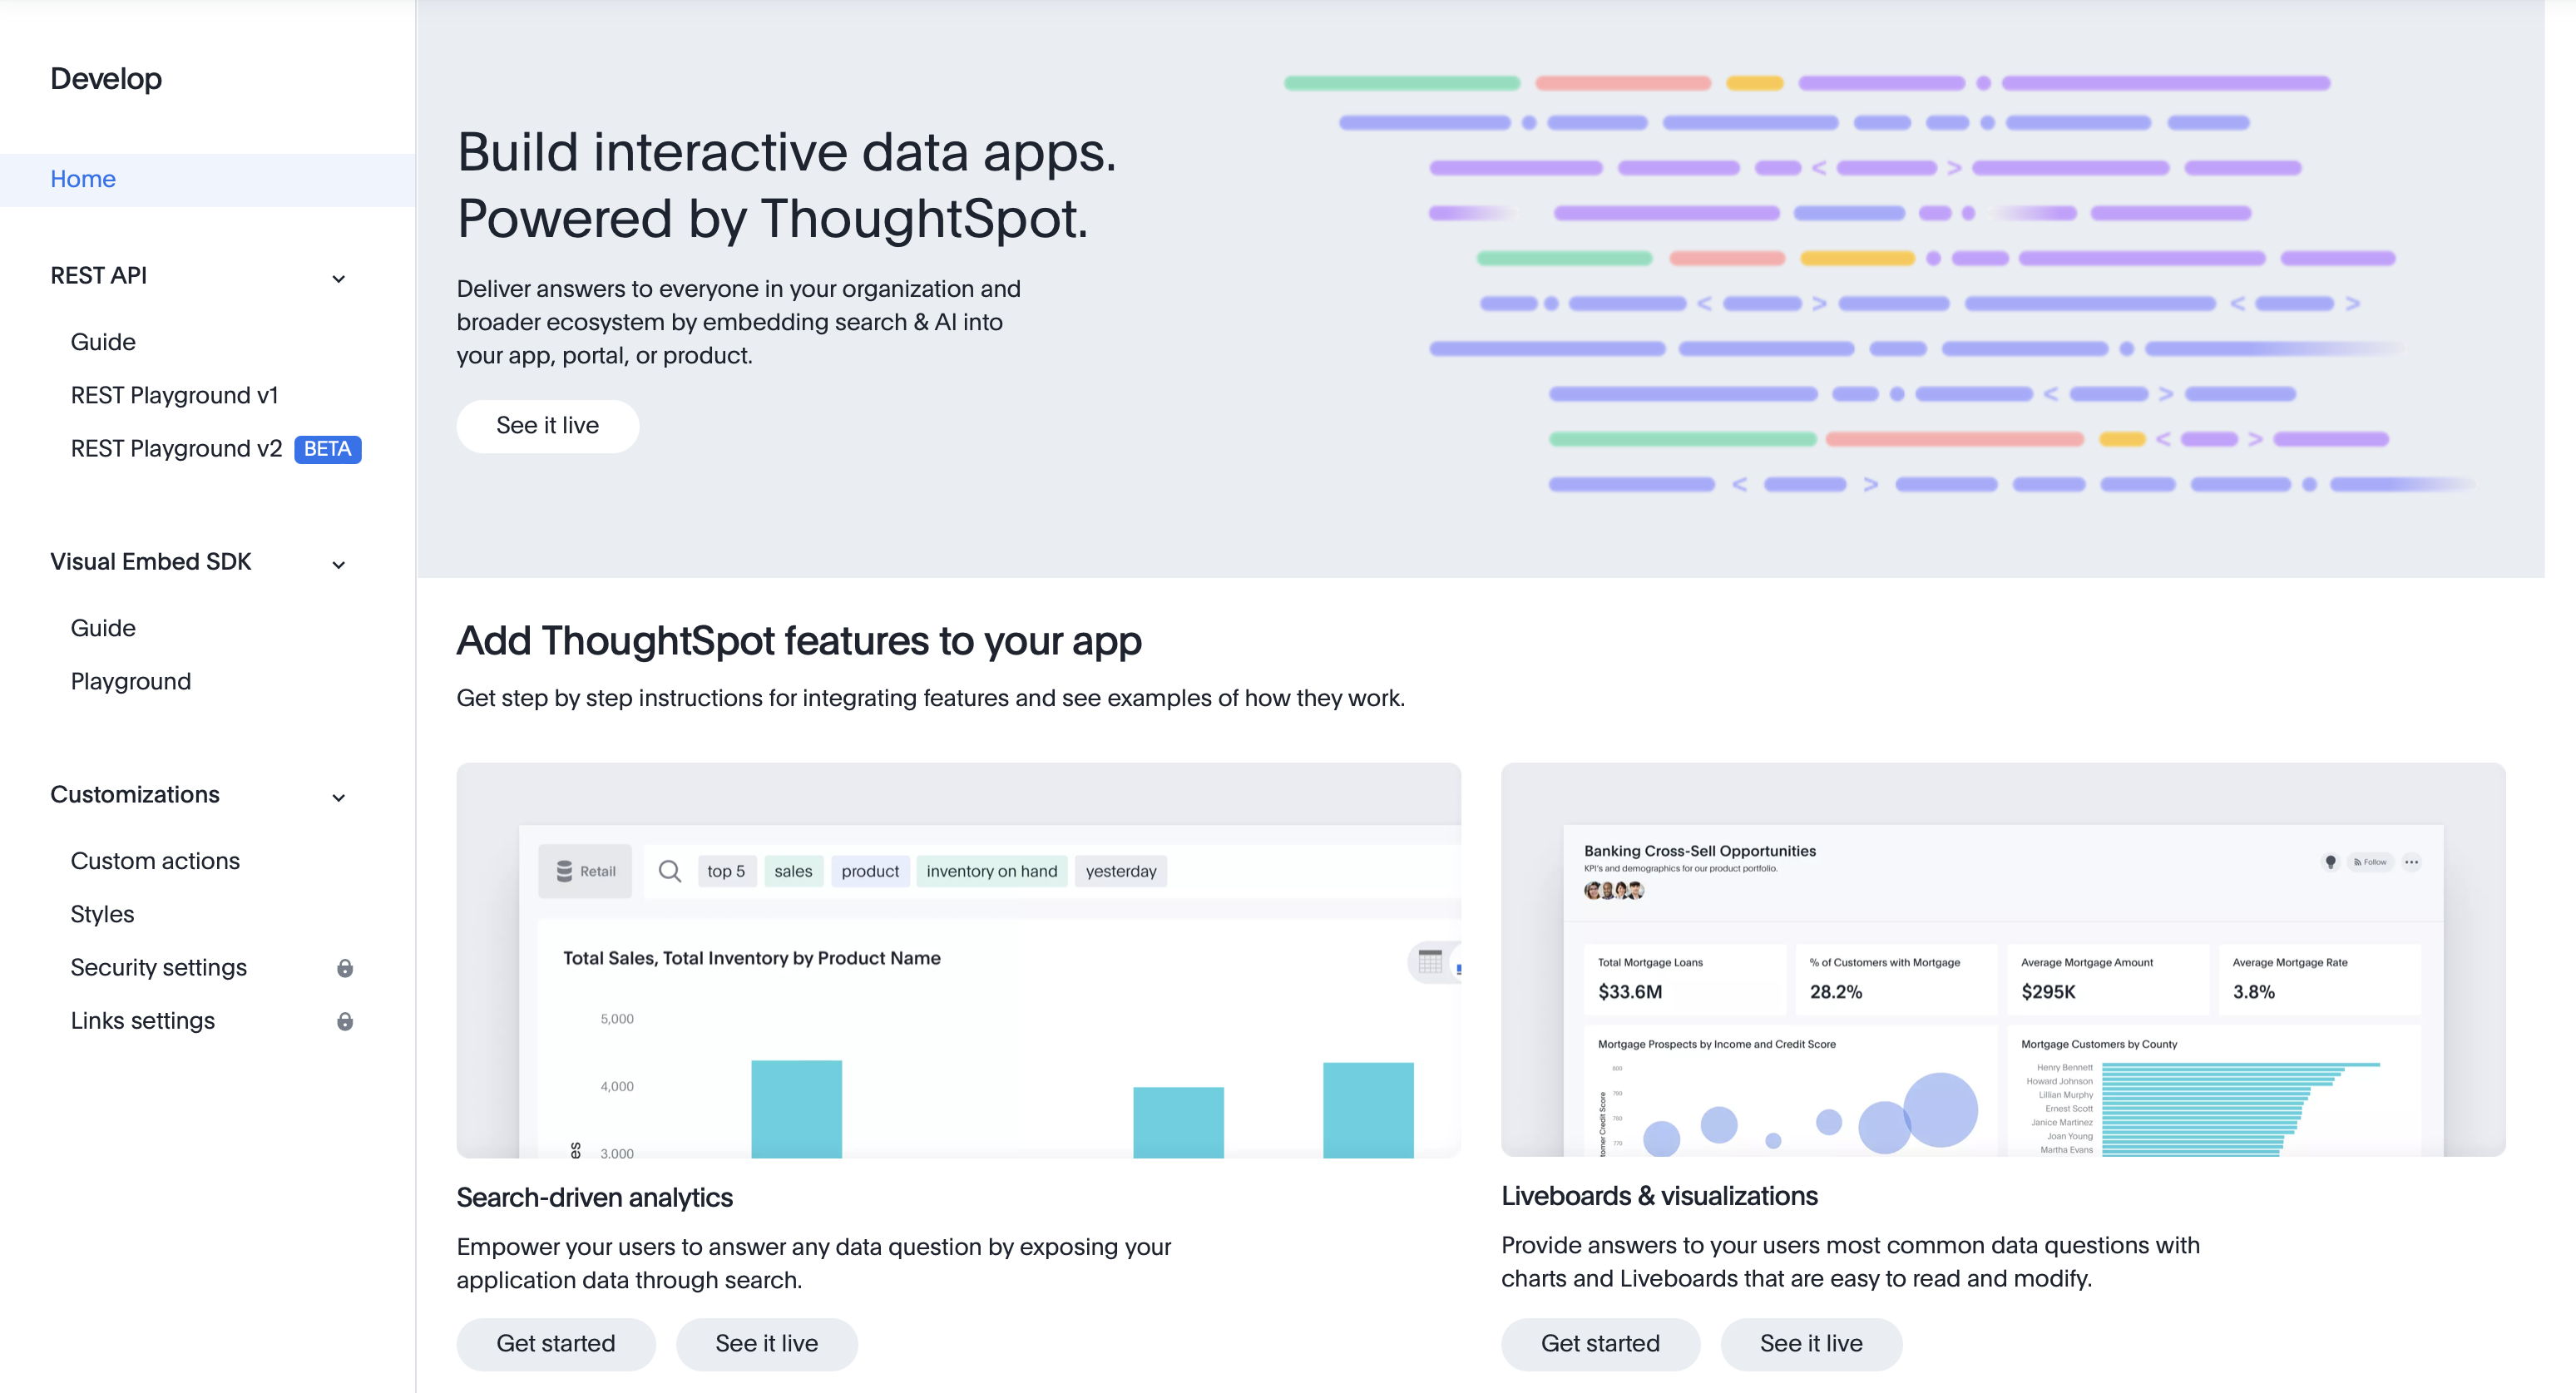 Develop
Home
REST API
Guide
REST Playground v1
REST Playground v2 BETA
Visual Embed SDK
Guide
Playground
Customizations
Custom actions
Styles
Security settings
Links settings
Build interactive data apps.
Powered by ThoughtSpot.
Deliver answers to everyone in your organization and
broader ecosystem by embedding search & AI into
your app, portal, or product.
See it live
Add ThoughtSpot features to your app
Get step by step instructions for integrating features and see examples of how they work.
Retail top 5 sales product inventory on hand yesterday
Total Sales, Total Inventory by Product Name
5,000
4,000
3,000
es
Search-driven analytics
Empower your users to answer any data question by exposing your
application data through search.
Get started See it live
Banking Cross-Sell Opportunities
KPI's and demographics for our product portfolio.
Follow
Total Mortgage Loans
$33.6M
% of Customers with Mortgage
28.2%
Average Mortgage Amount
$295K
Average Mortgage Rate
3.8%
Mortgage Prospects by Income and Credit Score
800
790
780
770
tomer Credit Score
Mortgage Customers by County
Henry Bennett
Howard Johnson
Lillian Murphy
Ernest Scott
Janice Martinez
Joan Young
Martha Evans
Liveboards & visualizations
Provide answers to your users most common data questions with
charts and Liveboards that are easy to read and modify.
Get started See it live